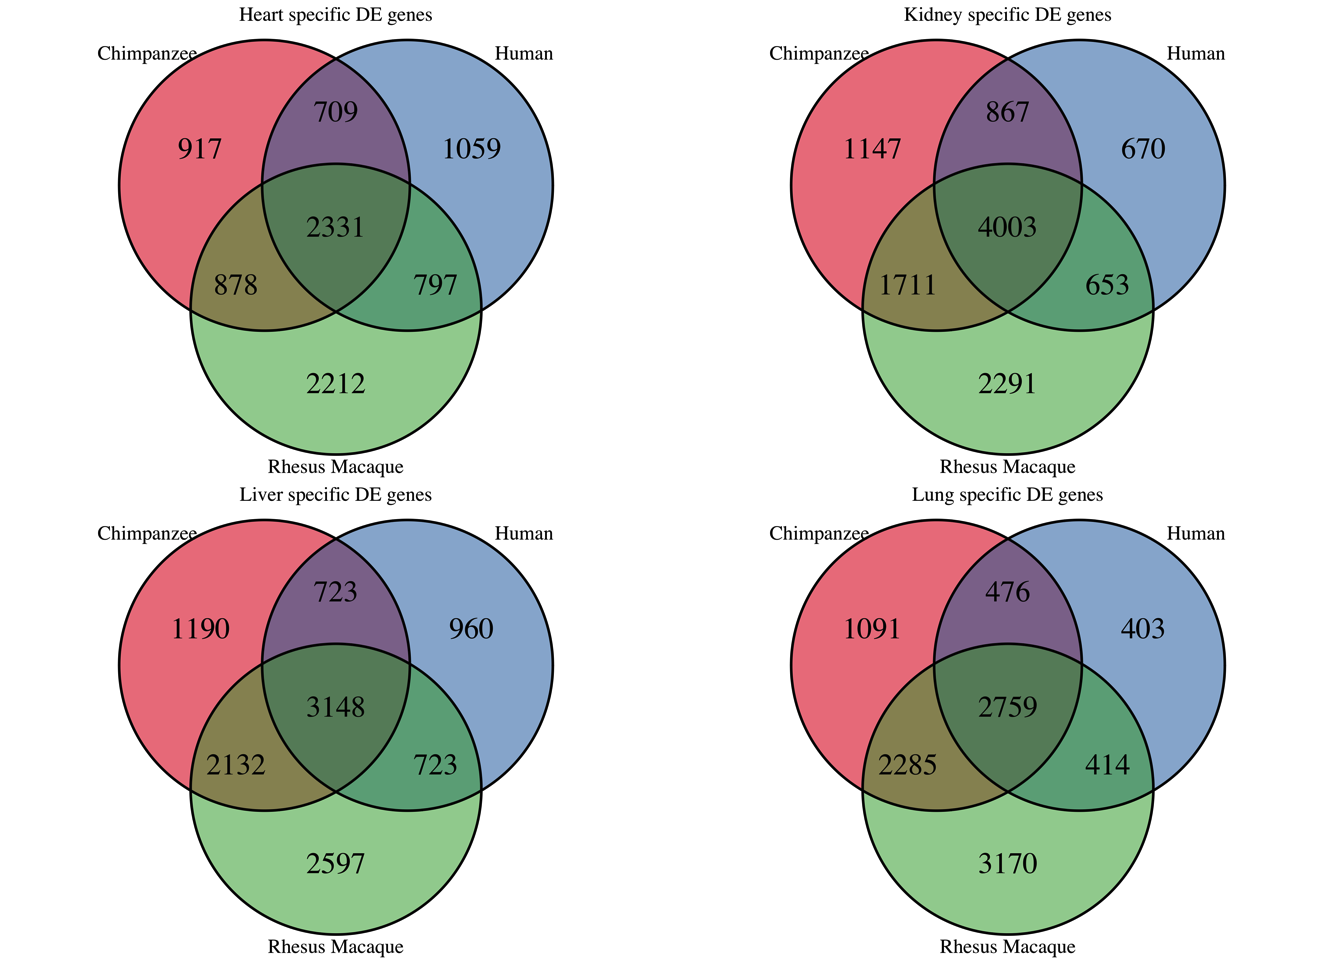 Heart specific DE genes
Chimpanzee
Human
709
917
1059
2331
878
797
2212
Rhesus Macaque
Kidney specific DE genes
Chimpanzee
Human
867
1147
670
4003
1711
653
2291
Rhesus Macaque
Liver specific DE genes
Chimpanzee
Human
723
1190
960
3148
2132
723
2597
Rhesus Macaque
Lung specific DE genes
Chimpanzee
Human
476
1091
403
2759
2285
414
3170
Rhesus Macaque